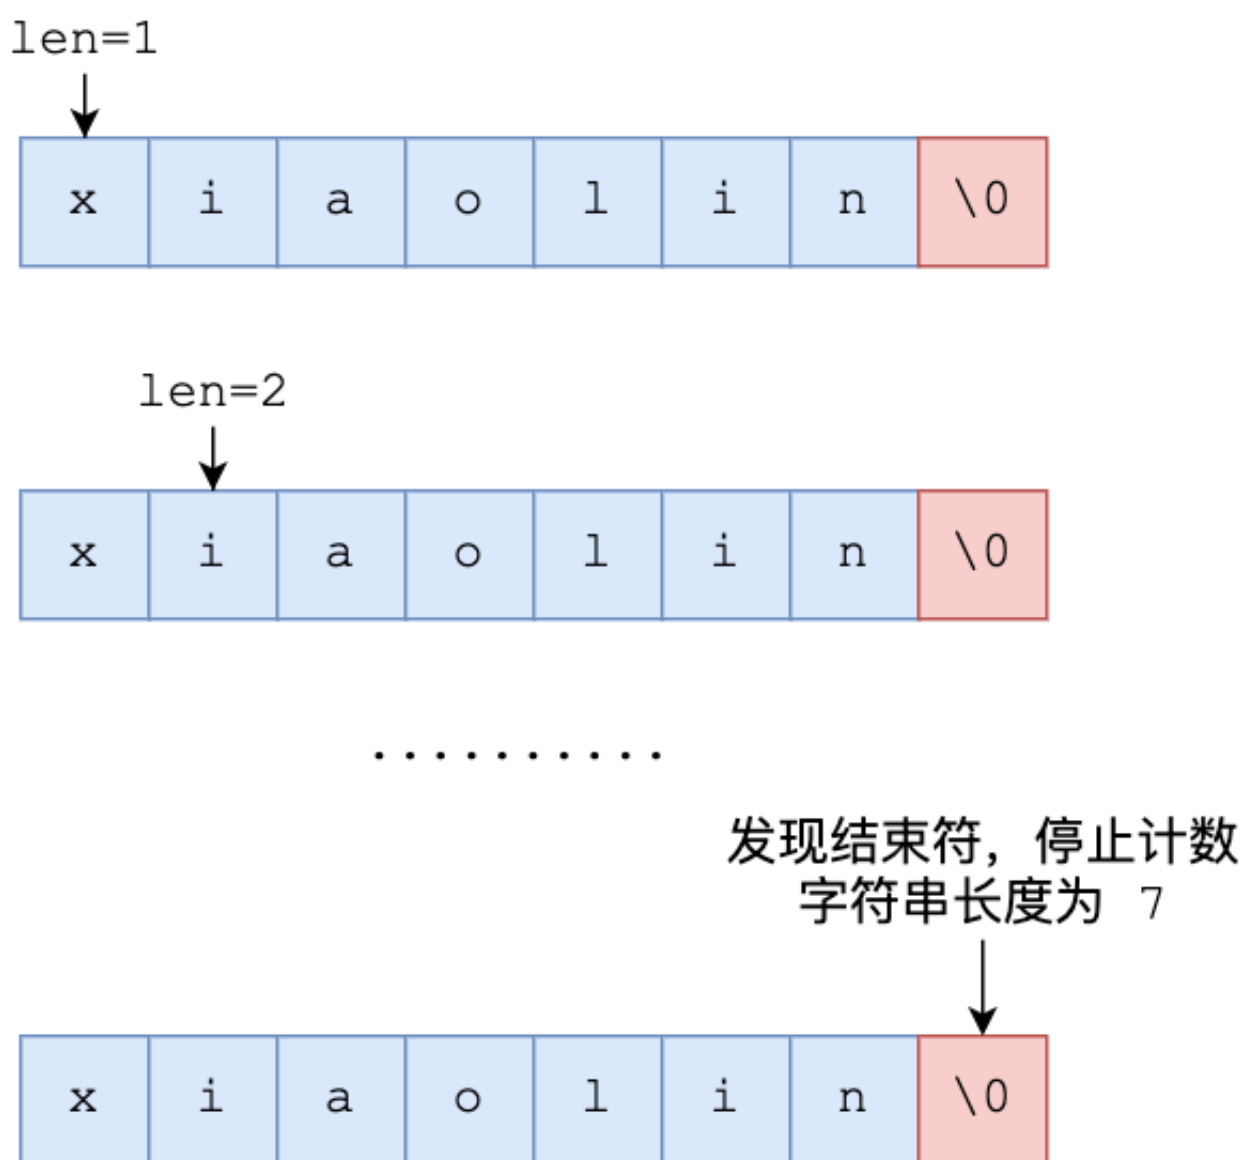 len=1
x i a o l i n \0
len=2
x i a o l i n \0
..........
发现结束符，停止计数
字符串长度为 7
x i a o l i n \0